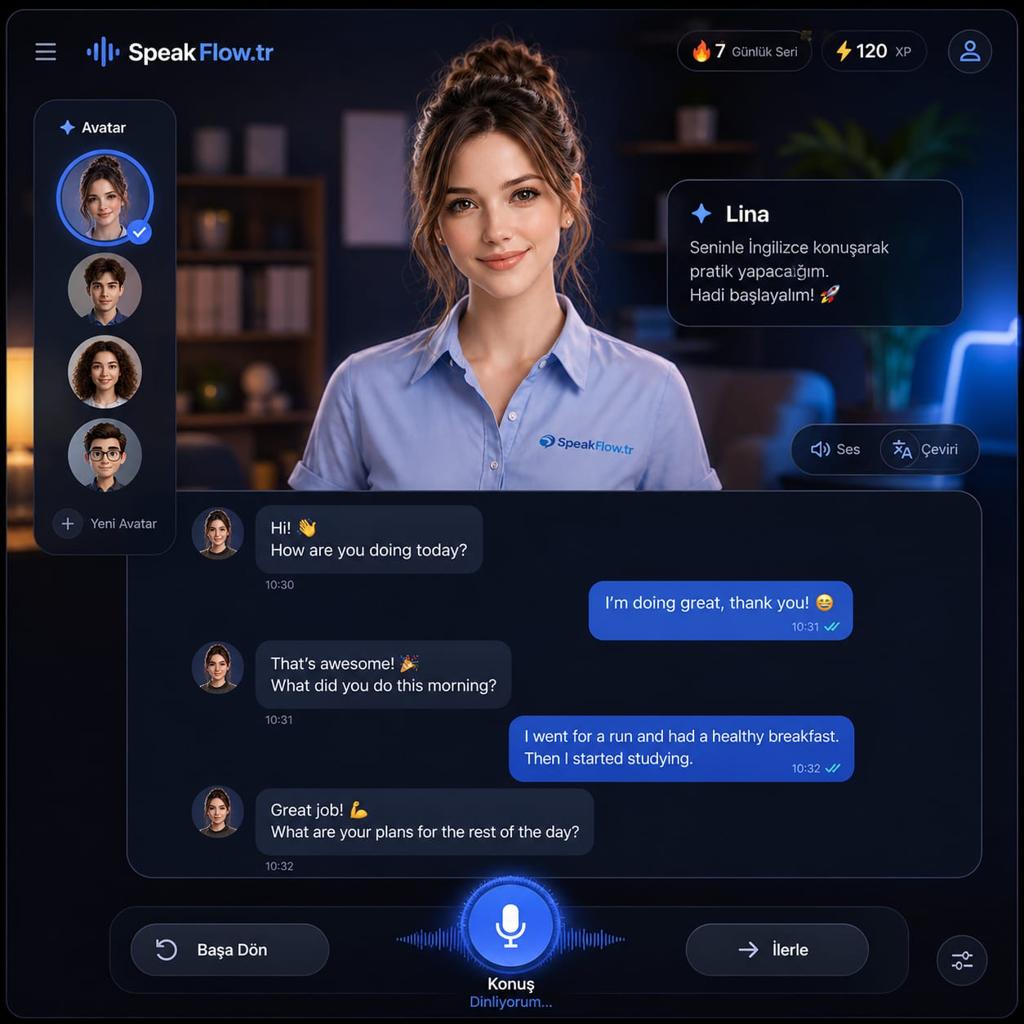 SpeakFlow.tr
7 Günlük Seri
120 XP
Avatar
Yeni Avatar
Lina
Seninle İngilizce konuşarak
pratik yapacağım.
Hadi başlayalım! 🚀
SpeakFlow.tr
Ses
Çeviri
Hi! 👋
How are you doing today?
10:30
I'm doing great, thank you! 😄
10:31
That's awesome! 🎉
What did you do this morning?
10:31
I went for a run and had a healthy breakfast.
Then I started studying.
10:32
Great job! 💪
What are your plans for the rest of the day?
10:32
Başa Dön
Konuş
Dinliyorum...
İlerle